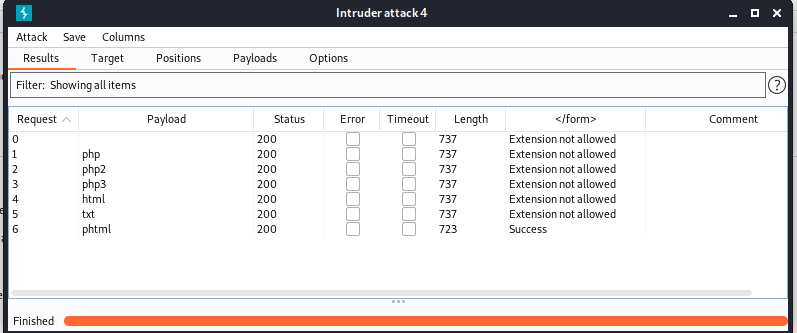 Intruder attack 4
Attack Save Columns
Results Target Positions Payloads Options
Filter: Showing all items ?
Request Payload Status Error Timeout Length </form> Comment
0 200 737 Extension not allowed
1 php 200 737 Extension not allowed
2 php2 200 737 Extension not allowed
3 php3 200 737 Extension not allowed
4 html 200 737 Extension not allowed
5 txt 200 737 Extension not allowed
6 phtml 200 723 Success
Finished